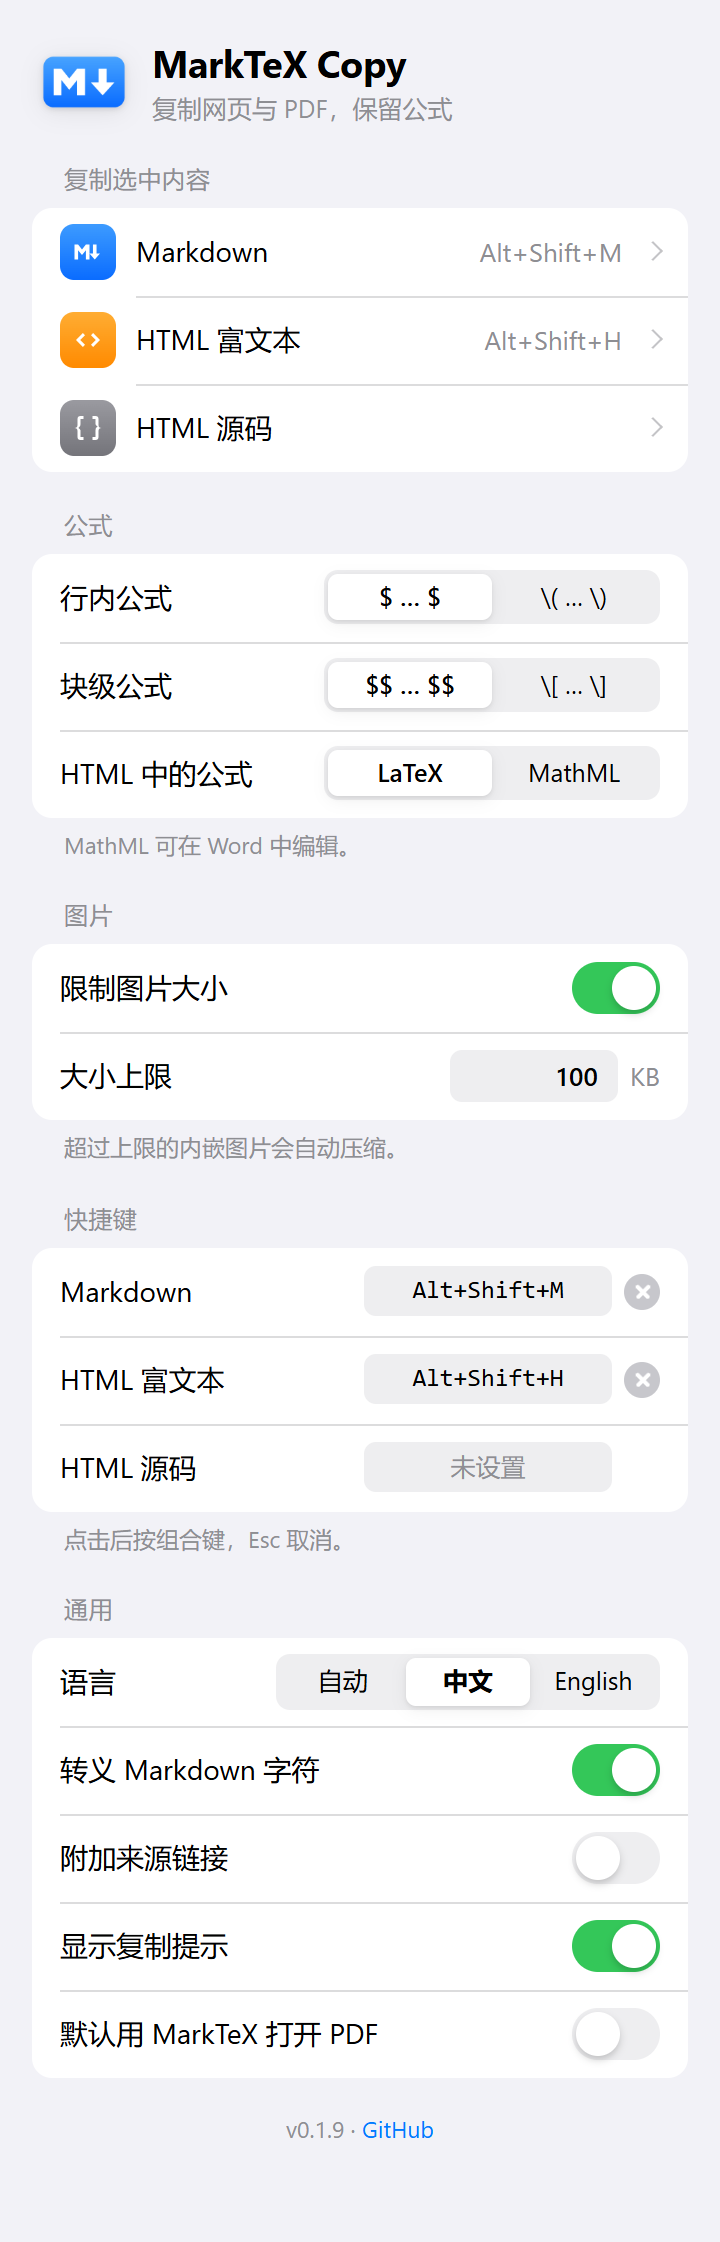 M↓
MarkTeX Copy
复制网页与 PDF，保留公式
复制选中内容
M↓ Markdown Alt+Shift+M
<> HTML 富文本 Alt+Shift+H
{ } HTML 源码
公式
行内公式 $ ... $ \( ... \)
块级公式 $$ ... $$ \[ ... \]
HTML 中的公式 LaTeX MathML
MathML 可在 Word 中编辑。
图片
限制图片大小
大小上限 100 KB
超过上限的内嵌图片会自动压缩。
快捷键
Markdown Alt+Shift+M
HTML 富文本 Alt+Shift+H
HTML 源码 未设置
点击后按组合键，Esc 取消。
通用
语言 自动 中文 English
转义 Markdown 字符
附加来源链接
显示复制提示
默认用 MarkTeX 打开 PDF
v0.1.9 · GitHub